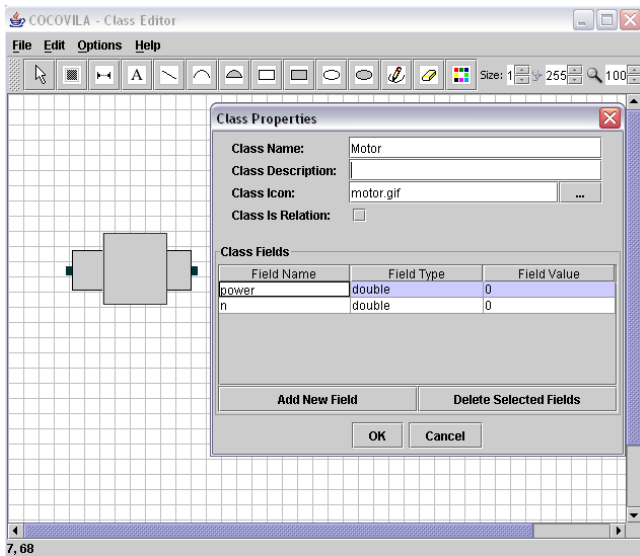 COCOVILA - Class Editor
File Edit Options Help
A Size: 1 255 100
Class Properties
Class Name: Motor
Class Description:
Class Icon: motor.gif ...
Class Is Relation:
Class Fields
Field Name Field Type Field Value
power double 0
n double 0
Add New Field Delete Selected Fields
OK Cancel
7, 68